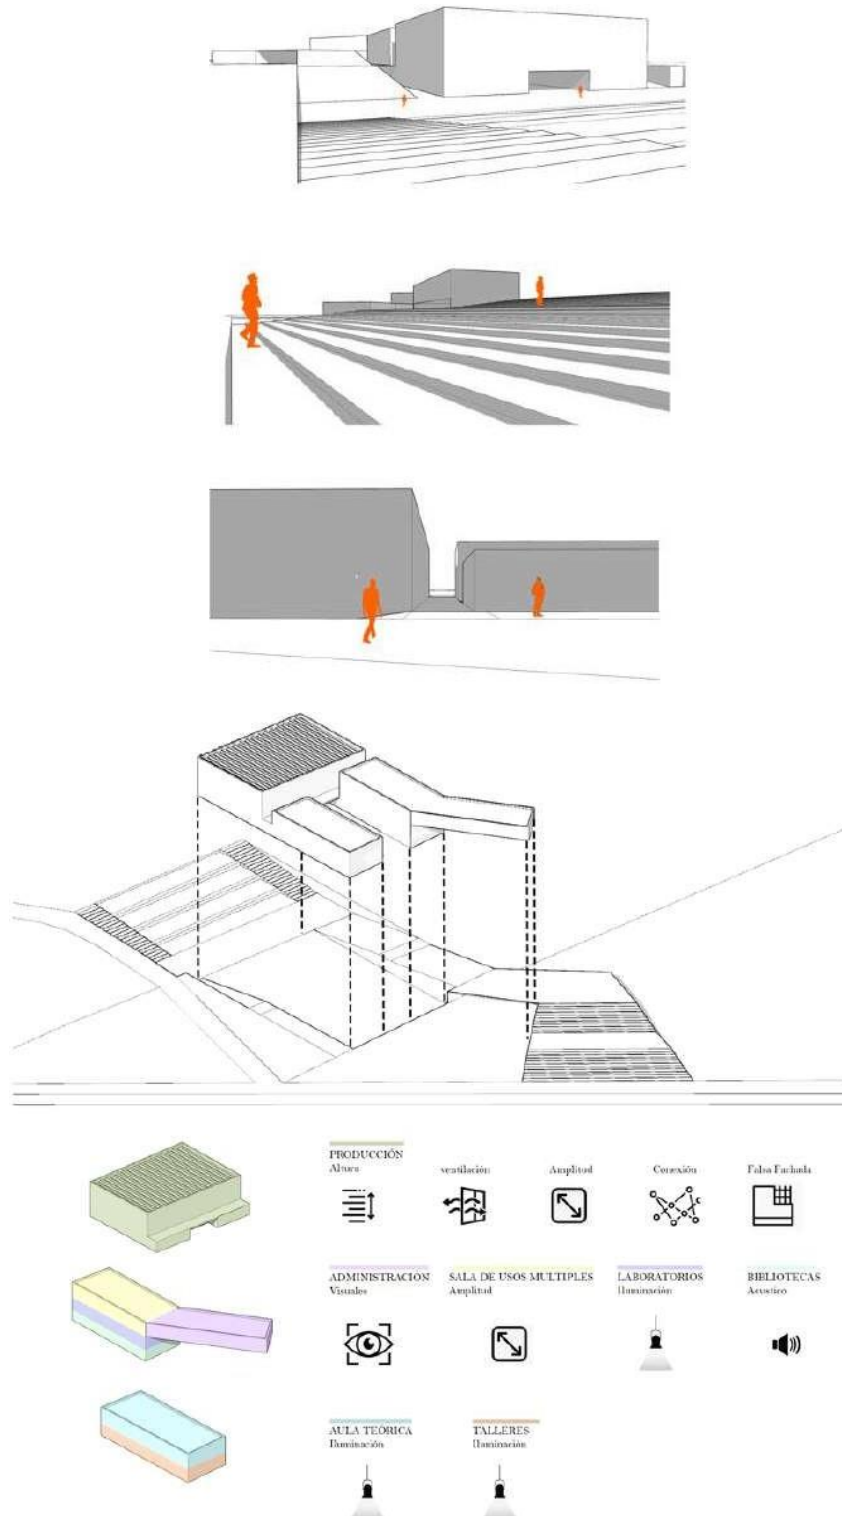 PRODUCCIÓN
Altura
ventilación
Amplitud
Conexión
Falsa Fachada
ADMINISTRACIÓN
Visuales
SALA DE USOS MULTIPLES
Amplitud
LABORATORIOS
Iluminación
BIBLIOTECAS
Acustico
AULA TEÓRICA
Iluminación
TALLERES
Iluminación